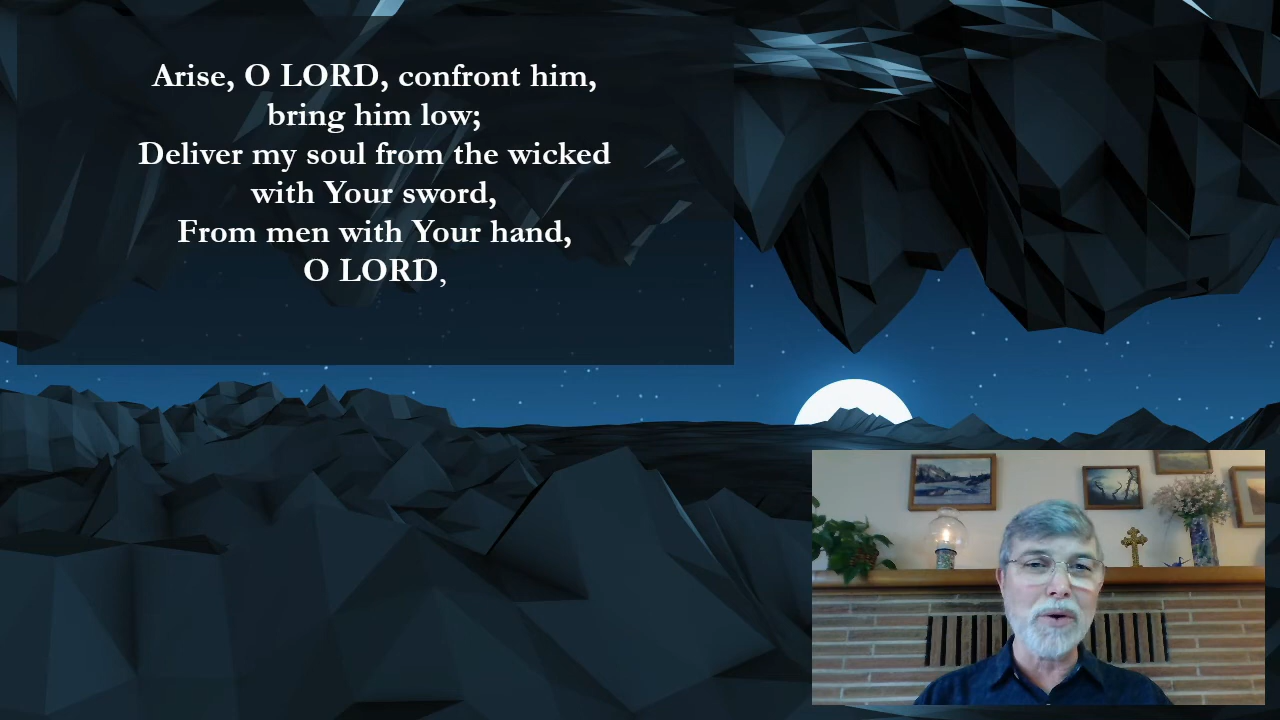 Arise, O LORD, confront him,
bring him low;
Deliver my soul from the wicked
with Your sword,
From men with Your hand,
O LORD,